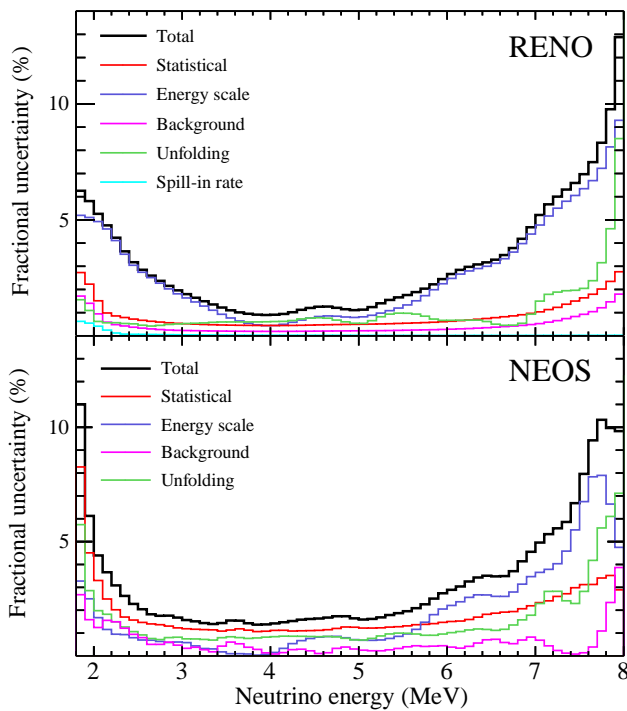 RENO
Total
Statistical
Energy scale
Background
Unfolding
Spill-in rate
Fractional uncertainty (%)
10
5
NEOS
Total
Statistical
Energy scale
Background
Unfolding
Fractional uncertainty (%)
10
5
2 3 4 5 6 7 8
Neutrino energy (MeV)